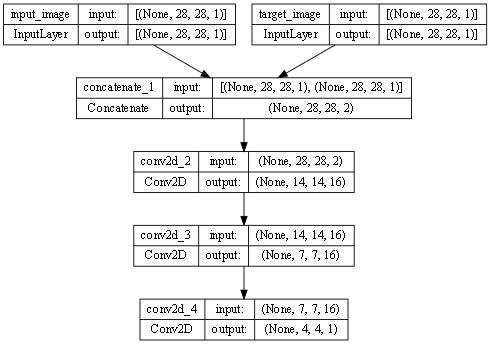 input_image input: [(None, 28, 28, 1)] target_image input: [(None, 28, 28, 1)]
InputLayer output: [(None, 28, 28, 1)] InputLayer output: [(None, 28, 28, 1)]
concatenate_1 input: [(None, 28, 28, 1), (None, 28, 28, 1)]
Concatenate output: (None, 28, 28, 2)
conv2d_2 input: (None, 28, 28, 2)
Conv2D output: (None, 14, 14, 16)
conv2d_3 input: (None, 14, 14, 16)
Conv2D output: (None, 7, 7, 16)
conv2d_4 input: (None, 7, 7, 16)
Conv2D output: (None, 4, 4, 1)